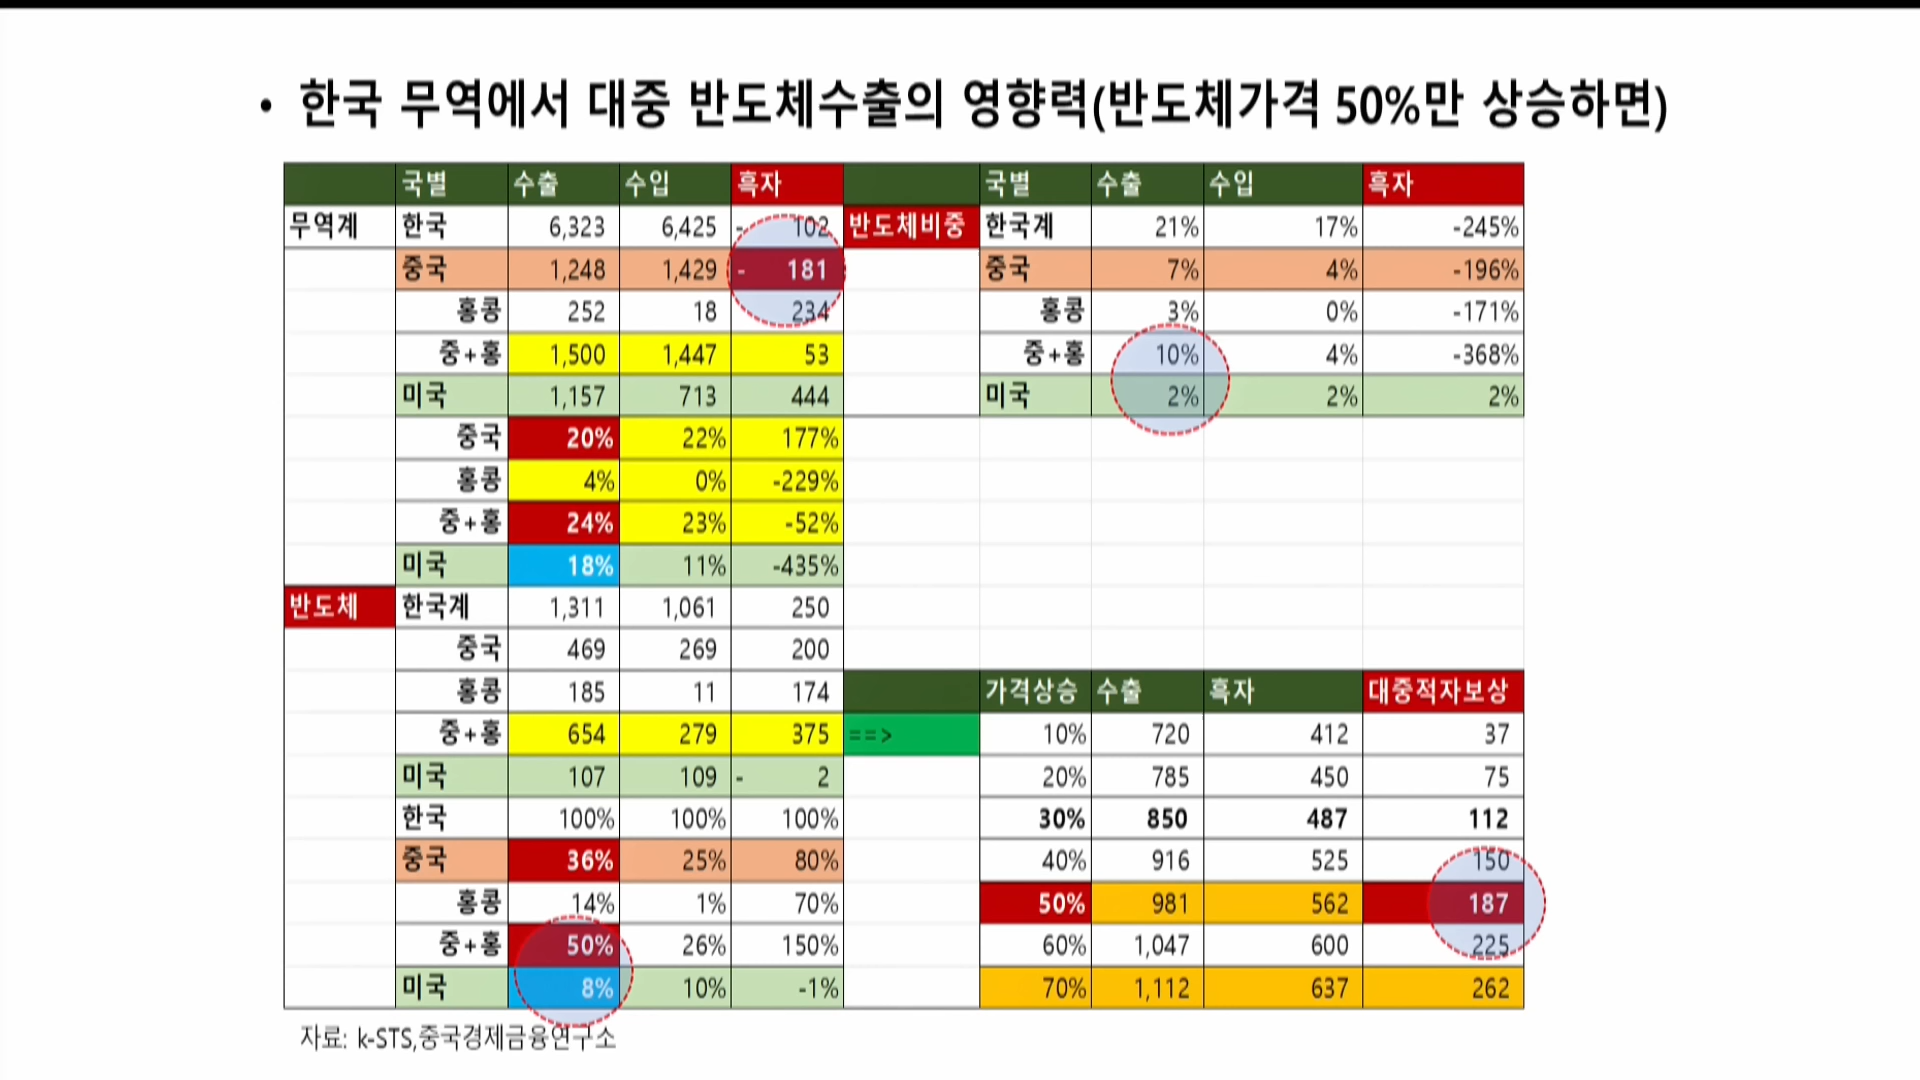 • 한국 무역에서 대중 반도체수출의 영향력(반도체가격 50%만 상승하면)
국별 수출 수입 흑자 국별 수출 수입 흑자
무역계 한국 6,323 6,425 - 102 반도체비중 한국계 21% 17% -245%
중국 1,248 1,429 - 181 중국 7% 4% -196%
홍콩 252 18 234 홍콩 3% 0% -171%
중+홍 1,500 1,447 53 중+홍 10% 4% -368%
미국 1,157 713 444 미국 2% 2% 2%
중국 20% 22% 177%
홍콩 4% 0% -229%
중+홍 24% 23% -52%
미국 18% 11% -435%
반도체 한국계 1,311 1,061 250
중국 469 269 200
홍콩 185 11 174 가격상승 수출 흑자 대중적자보상
중+홍 654 279 375 ==> 10% 720 412 37
미국 107 109 - 2 20% 785 450 75
한국 100% 100% 100% 30% 850 487 112
중국 36% 25% 80% 40% 916 525 150
홍콩 14% 1% 70% 50% 981 562 187
중+홍 50% 26% 150% 60% 1,047 600 225
미국 8% 10% -1% 70% 1,112 637 262
자료: k-STS,중국경제금융연구소